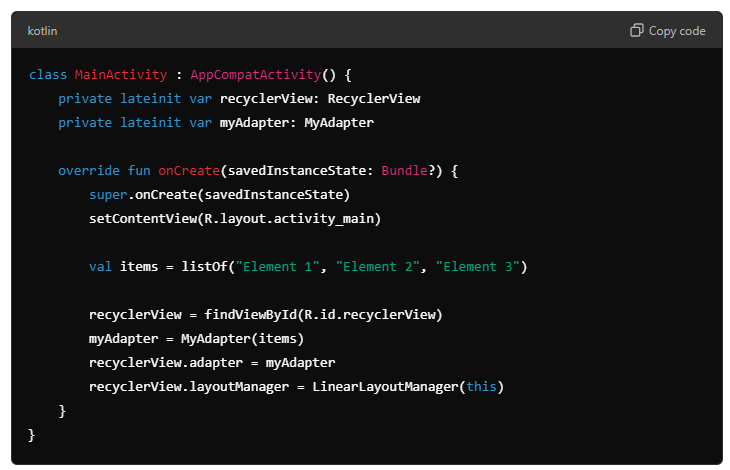 kotlin
Copy code
class MainActivity : AppCompatActivity() {
    private lateinit var recyclerView: RecyclerView
    private lateinit var myAdapter: MyAdapter

    override fun onCreate(savedInstanceState: Bundle?) {
        super.onCreate(savedInstanceState)
        setContentView(R.layout.activity_main)

        val items = listOf("Element 1", "Element 2", "Element 3")

        recyclerView = findViewById(R.id.recyclerView)
        myAdapter = MyAdapter(items)
        recyclerView.adapter = myAdapter
        recyclerView.layoutManager = LinearLayoutManager(this)
    }
}